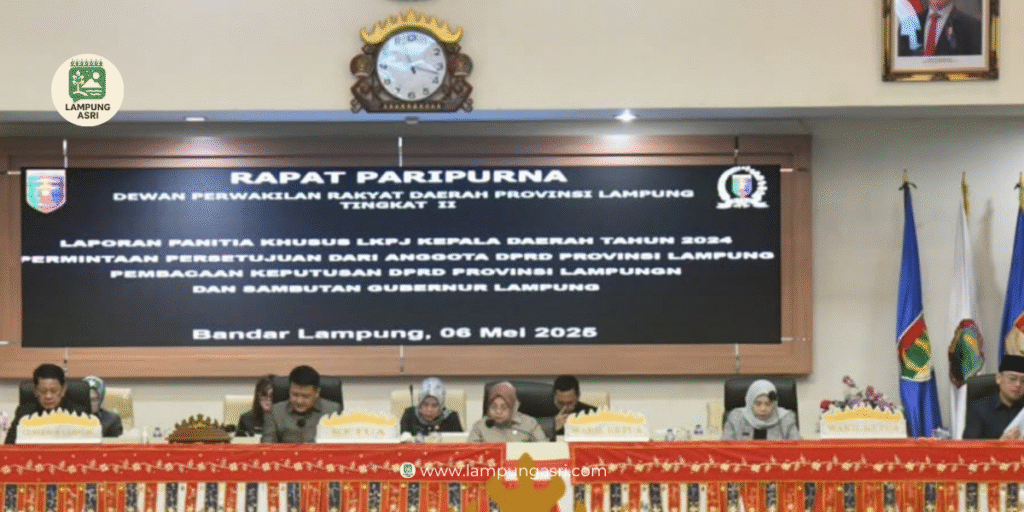 LAMPUNG
ASRI
RAPAT PARIPURNA
DEWAN PERWAKILAN RAKYAT DAERAH PROVINSI LAMPUNG
TINGKAT II
LAPORAN PANITIA KHUSUS LKPJ KEPALA DAERAH TAHUN 2024
PERMINTAAN PERSETUJUAN DARI ANGGOTA DPRD PROVINSI LAMPUNG
PEMBACAAN KEPUTUSAN DPRD PROVINSI LAMPUNGN
DAN SAMBUTAN GUBERNUR LAMPUNG
Bandar Lampung, 06 Mei 2025
KETUA
WAKIL KETUA
WAKIL KETUA
www.lampungasri.com